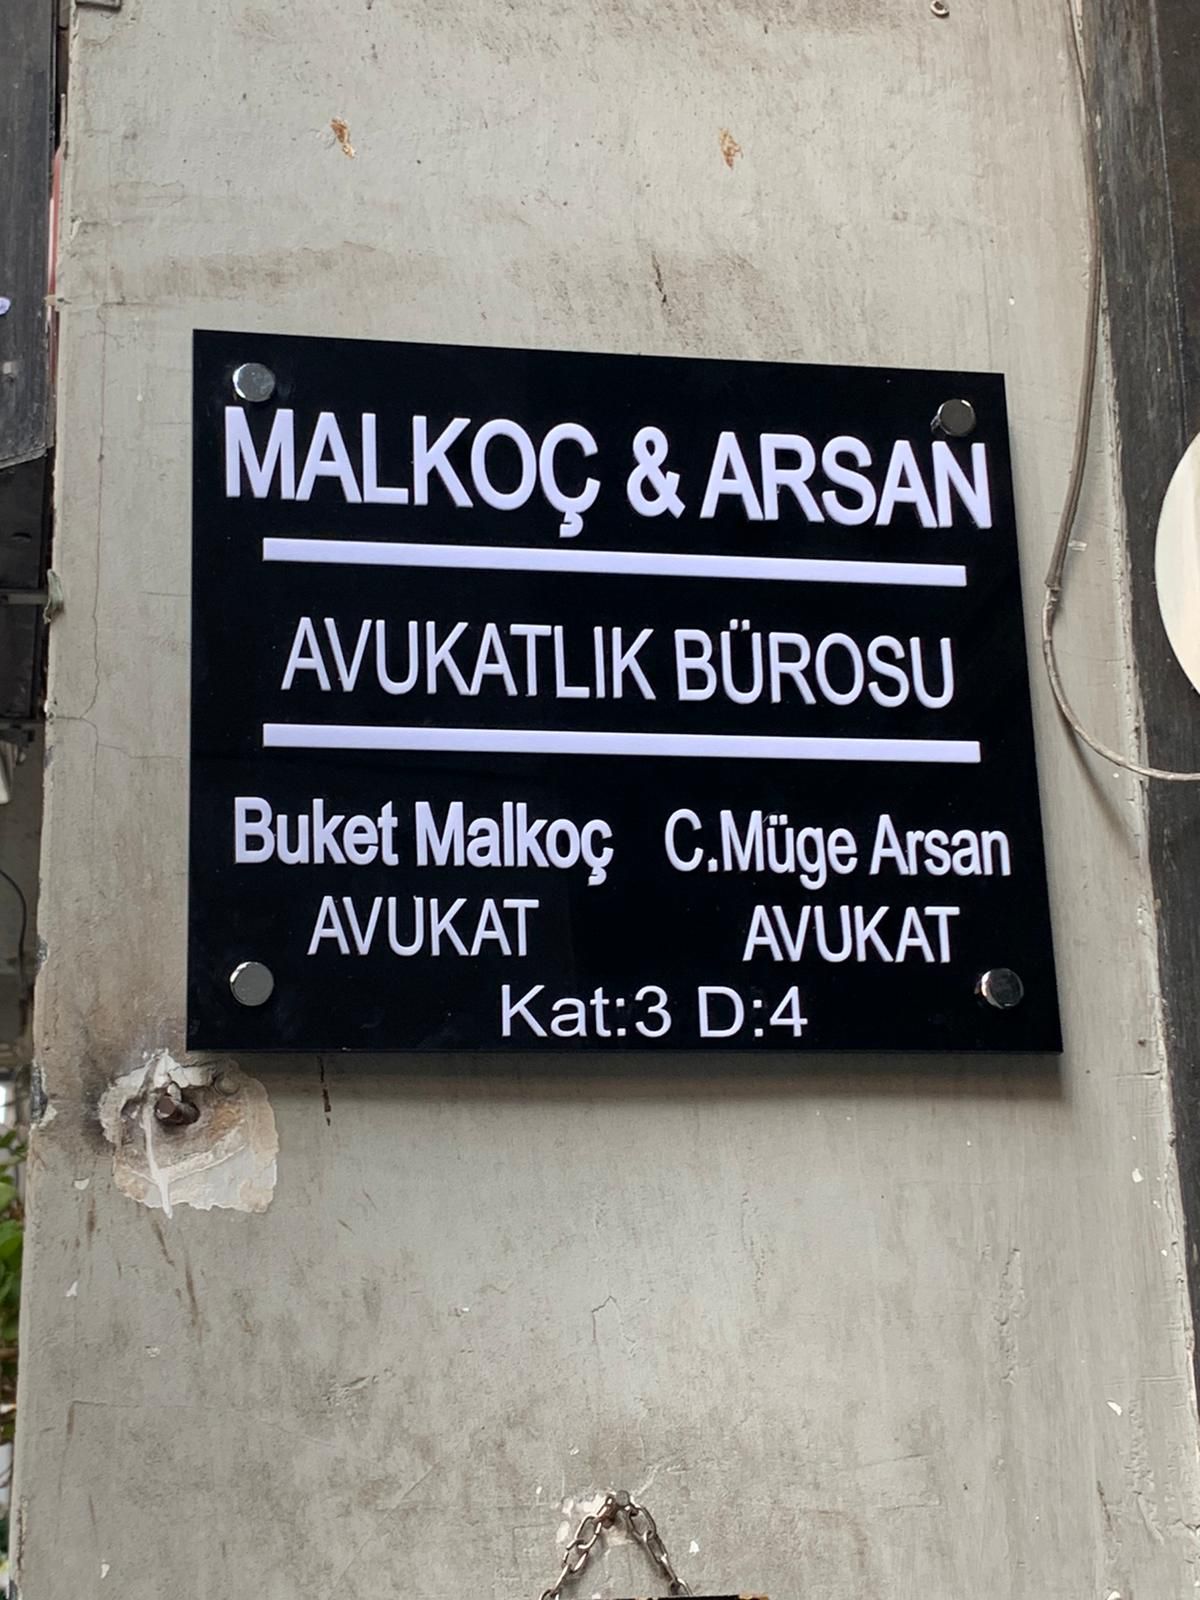 MALKOÇ & ARSAN
AVUKATLIK BÜROSU
Buket Malkoç C.Müge Arsan
AVUKAT AVUKAT
Kat:3 D:4